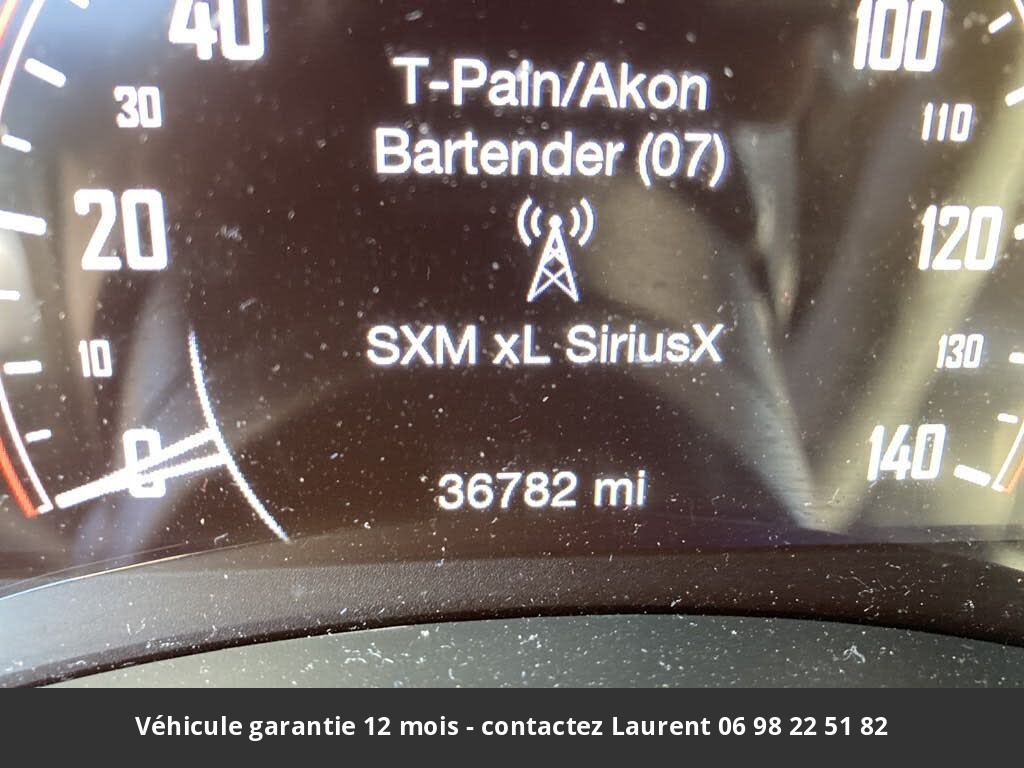 40
100
T-Pain/Akon
30
110
Bartender (07)
20
120
SXM xL SiriusX
10
130
0
140
36782 mi
Véhicule garantie 12 mois - contactez Laurent 06 98 22 51 82